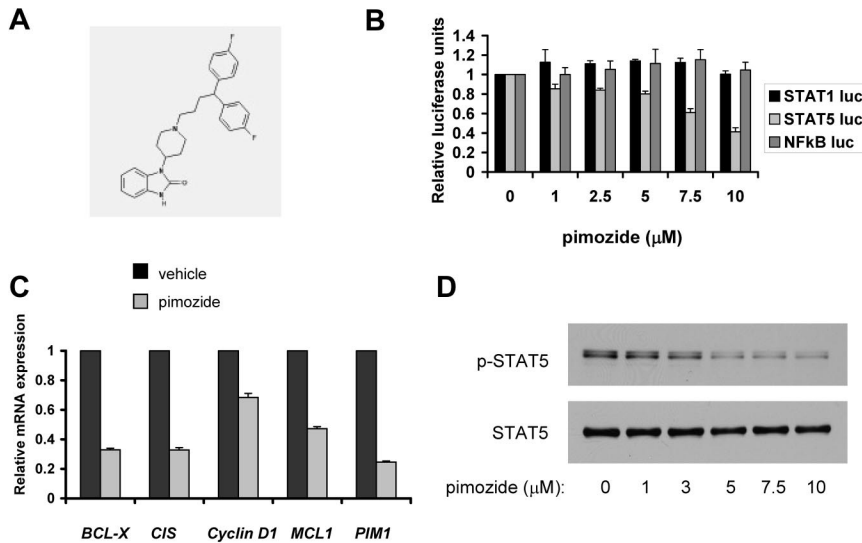 A
F
F
N
N
O
N
H
B
Relative luciferase units
1.4
1.2
1
0.8
0.6
0.4
0.2
0
0 1 2.5 5 7.5 10
pimozide (μM)
STAT1 luc
STAT5 luc
NFkB luc
C
vehicle
pimozide
Relative mRNA expression
1
0.8
0.6
0.4
0.2
0
BCL-X CIS Cyclin D1 MCL1 PIM1
D
p-STAT5
STAT5
pimozide (μM): 0 1 3 5 7.5 10